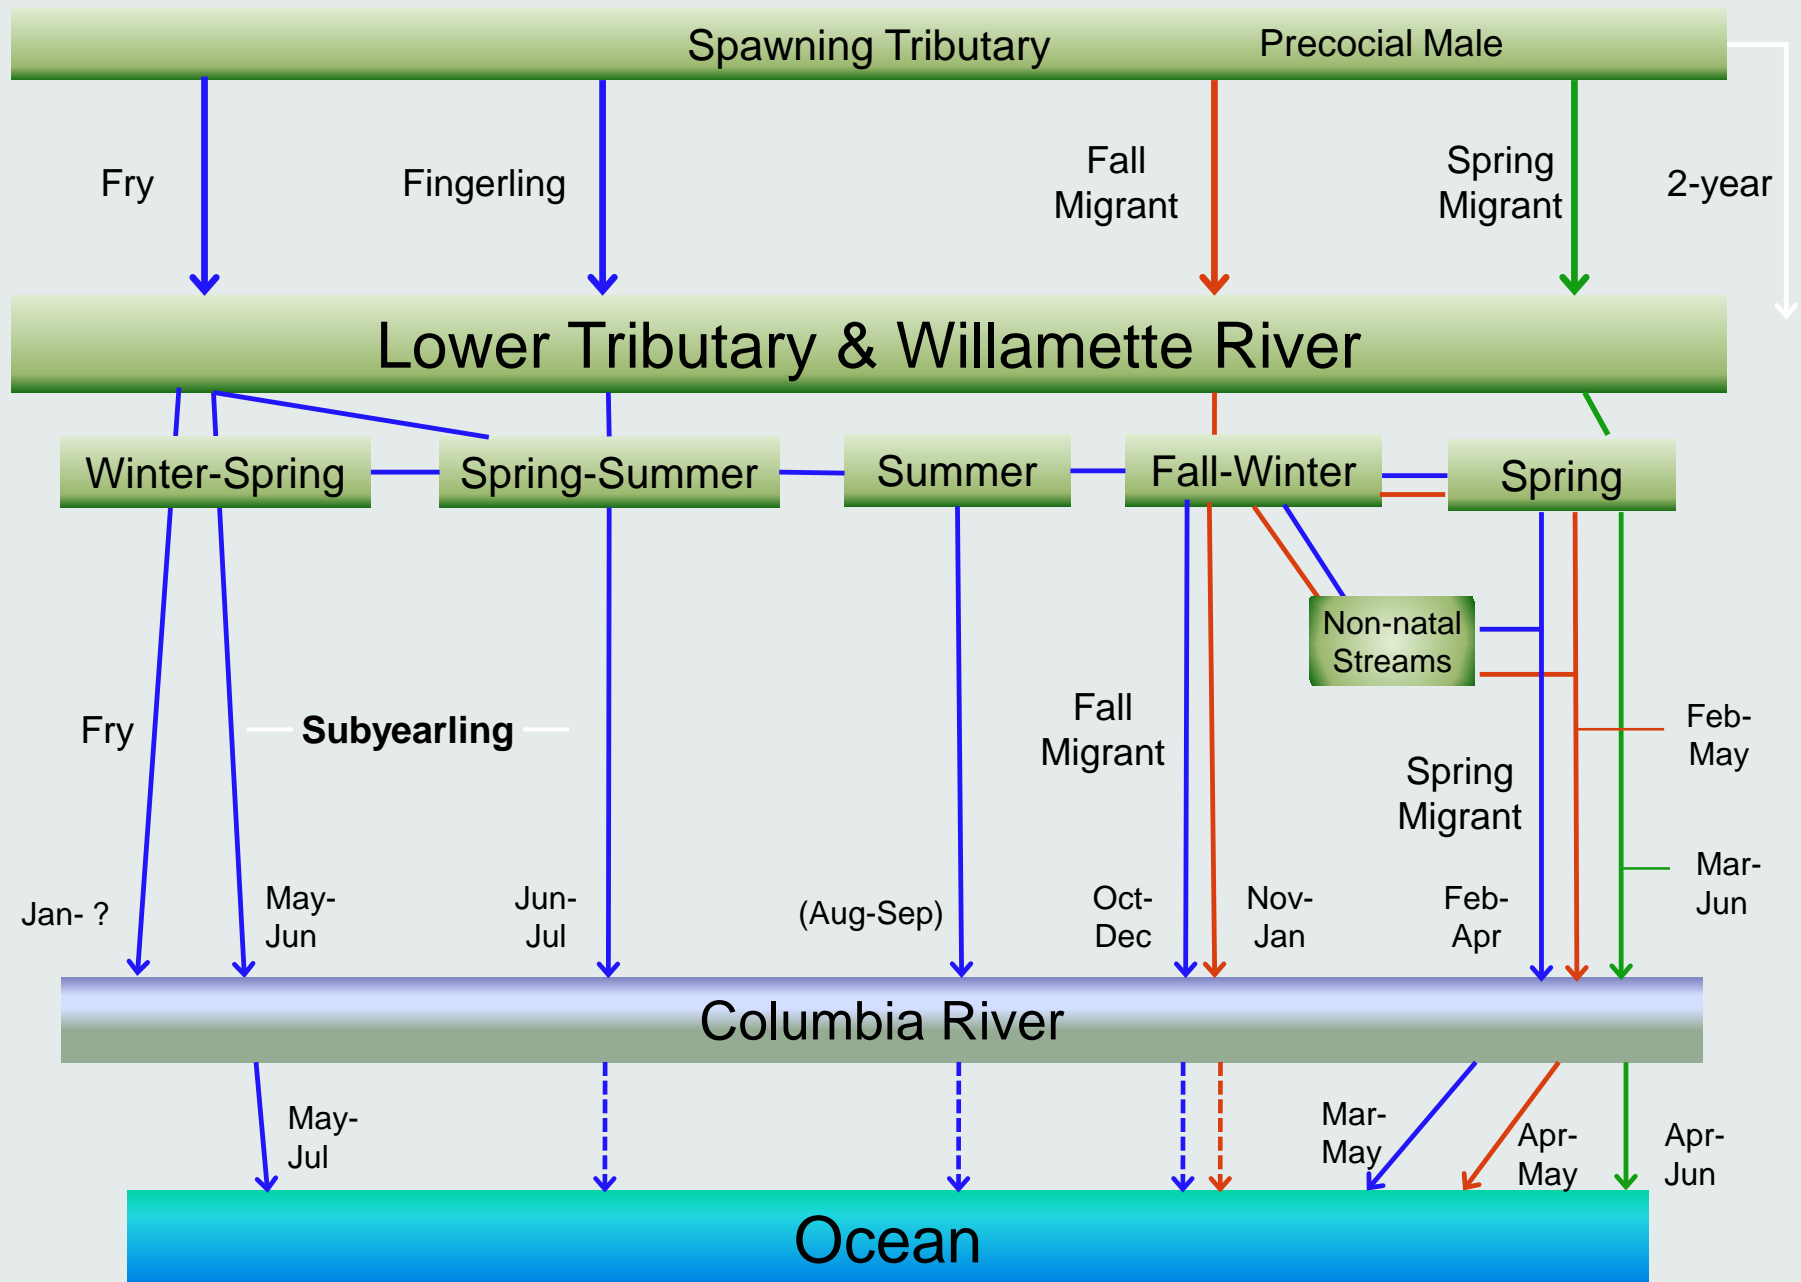 Spawning Tributary
Precocial Male
Fry
Fingerling
Fall
Migrant
Spring
Migrant
2-year
Lower Tributary & Willamette River
Winter-Spring
Spring-Summer
Summer
Fall-Winter
Spring
Non-natal
Streams
Fry
Subyearling
Fall
Migrant
Spring
Migrant
Feb-
May
Mar-
Jun
Jan- ?
May-
Jun
Jun-
Jul
(Aug-Sep)
Oct-
Dec
Nov-
Jan
Feb-
Apr
Columbia River
May-
Jul
Mar-
May
Apr-
May
Apr-
Jun
Ocean